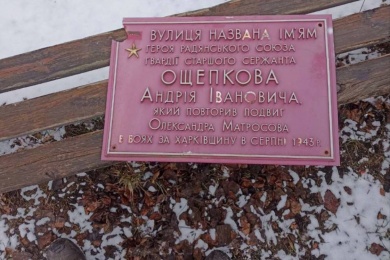 ВУЛИЦЯ НАЗВАНА ІМ'ЯМ
ГЕРОЯ РАДЯНСЬКОГО СОЮЗА
ГВАРДІЇ СТАРШОГО СЕРЖАНТА
ОЩЕПКОВА
АНДРІЯ ІВАНОВИЧА,
ЯКИЙ ПОВТОРИВ ПОДВИГ
ОЛЕКСАНДРА МАТРОСОВА
В БОЯХ ЗА ХАРКІВЩИНУ В СЕРПНІ 1943 г.